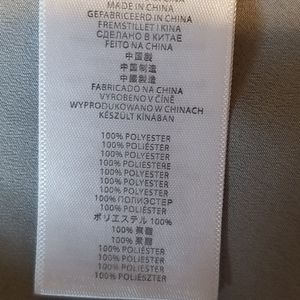 MADE IN CHINA
GEFABRICEERD IN CHINA
FREMSTILLET I KINA
СДЕЛАНО В КИТАЕ
FEITO NA CHINA
中国製
中国制造
中國製造
FABRICADO NA CHINA
VYROBENO V ČÍNĚ
WYPRODUKOWANO W CHINACH
KÉSZÜLT KÍNÁBAN
100% POLYESTER
100% POLIÉSTER
100% POLYESTER
100% POLIESTERE
100% POLYESTER
100% POLYESTER
100% ПОЛИЭСТЕР
100% POLIÉSTER
ポリエステル 100%
100% 聚酯
100% 聚酯
100% POLIÉSTER
100% POLYESTER
100% POLIESTER
100% POLIÉSZTER